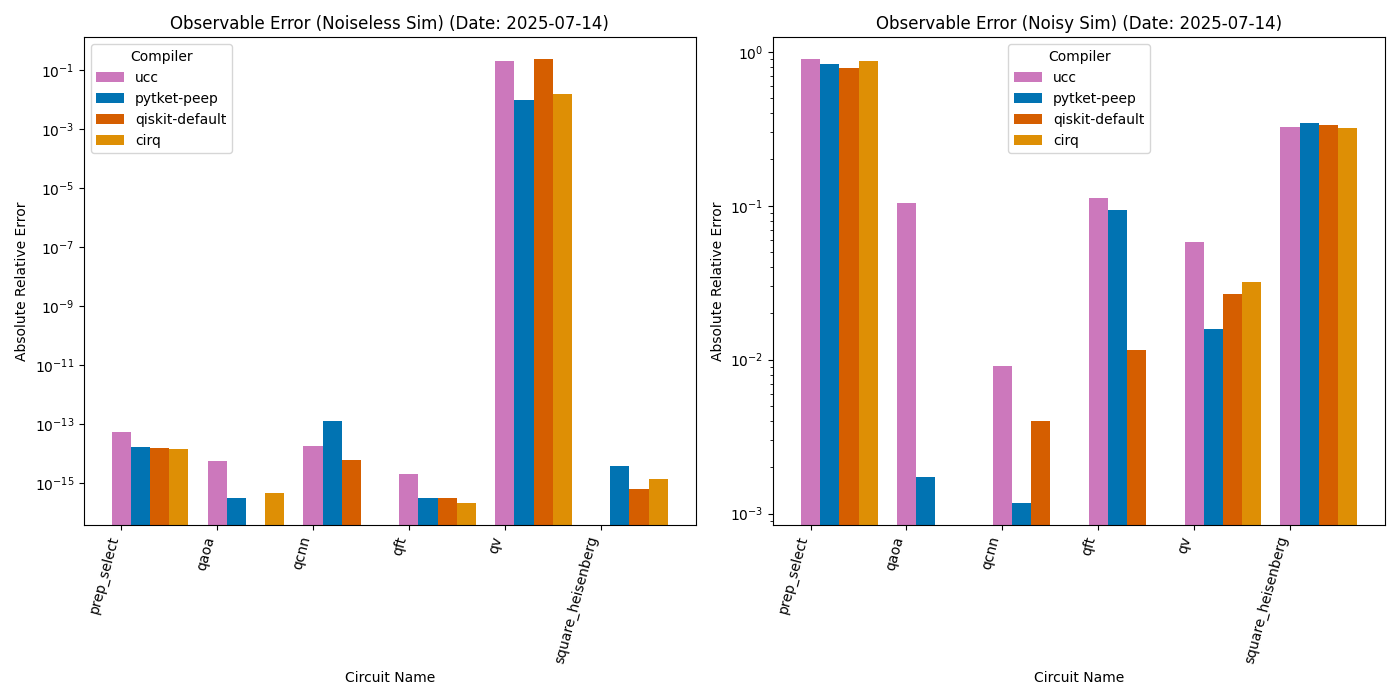 Observable Error (Noiseless Sim) (Date: 2025-07-14)
Compiler
ucc
pytket-peep
qiskit-default
cirq
Absolute Relative Error
10⁻¹
10⁻³
10⁻⁵
10⁻⁷
10⁻⁹
10⁻¹¹
10⁻¹³
10⁻¹⁵
prep_select
qaoa
qcnn
qft
qv
square_heisenberg
Circuit Name
Observable Error (Noisy Sim) (Date: 2025-07-14)
Compiler
ucc
pytket-peep
qiskit-default
cirq
Absolute Relative Error
10⁰
10⁻¹
10⁻²
10⁻³
prep_select
qaoa
qcnn
qft
qv
square_heisenberg
Circuit Name